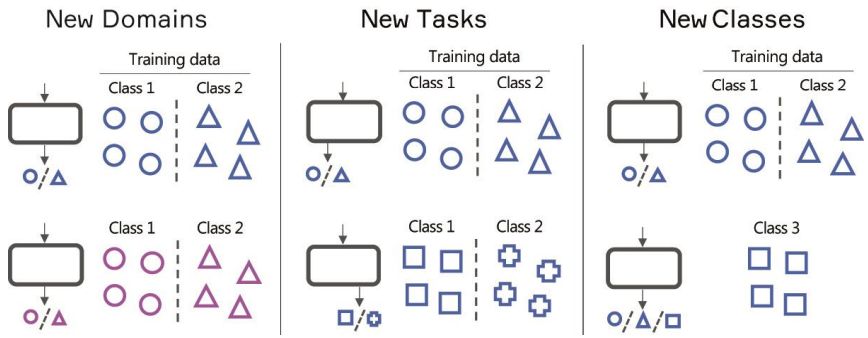 New Domains
Training data
Class 1 Class 2
Class 1 Class 2
New Tasks
Training data
Class 1 Class 2
Class 1 Class 2
New Classes
Training data
Class 1 Class 2
Class 3